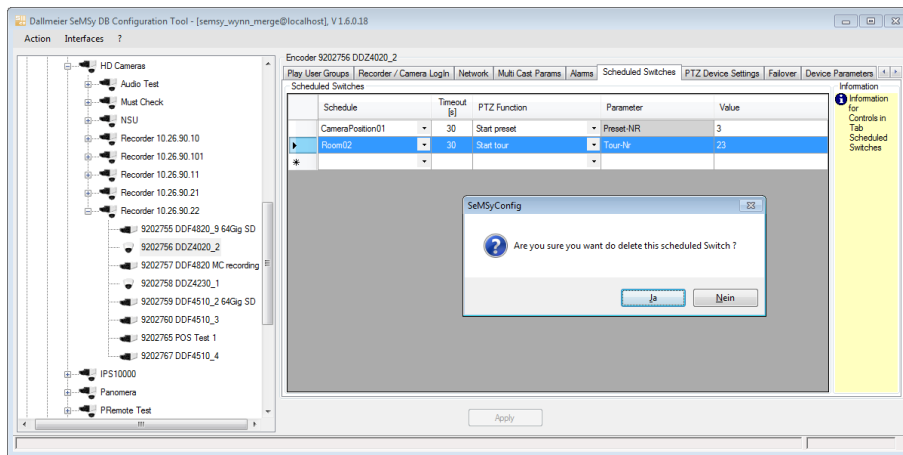 Dallmeier SeMSy DB Configuration Tool - [semsy_wynn_merge@localhost], V 1.6.0.18
Action Interfaces ?
HD Cameras
Audio Test
Must Check
NSU
Recorder 10.26.90.10
Recorder 10.26.90.101
Recorder 10.26.90.11
Recorder 10.26.90.21
Recorder 10.26.90.22
9202755 DDF4820_9 64Gig SD
9202756 DDZ4020_2
9202757 DDF4820 MC recording
9202758 DDZ4230_1
9202759 DDF4510_2 64Gig SD
9202760 DDF4510_3
9202765 POS Test 1
9202767 DDF4510_4
IPS10000
Panomera
PRemote Test
Encoder 9202756 DDZ4020_2
Play User Groups Recorder / Camera LogIn Network Multi Cast Params Alarms Scheduled Switches PTZ Device Settings Failover Device Parameters
Scheduled Switches
Schedule Timeout [s] PTZ Function Parameter Value
CameraPosition01 30 Start preset Preset-NR 3
Room02 30 Start tour Tour-Nr 23
SeMSyConfig
Are you sure you want do delete this scheduled Switch ?
Ja Nein
Apply
Information
Information
for
Controls in
Tab
Scheduled
Switches